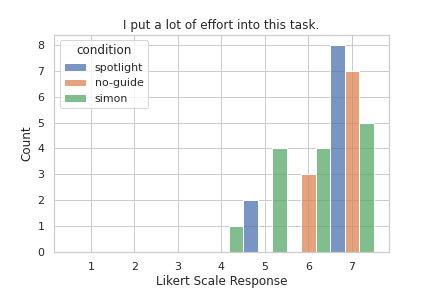 I put a lot of effort into this task.
condition
spotlight
no-guide
simon
8
7
6
5
4
3
2
1
0
Count
1 2 3 4 5 6 7
Likert Scale Response